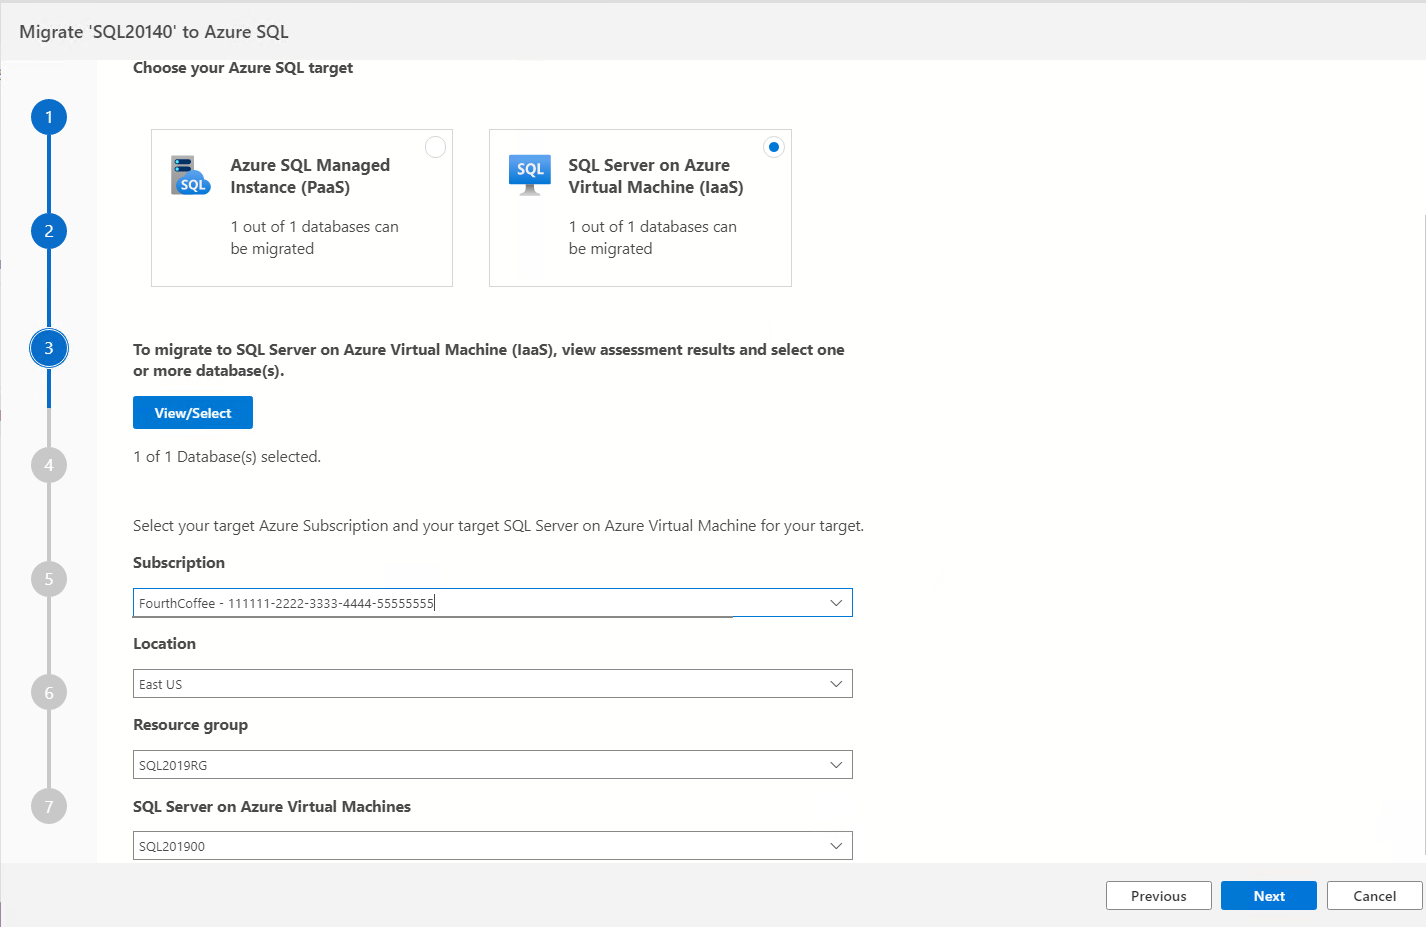 Migrate 'SQL20140' to Azure SQL
Choose your Azure SQL target
1
2
3
4
5
6
7
Azure SQL Managed
Instance (PaaS)
1 out of 1 databases can
be migrated
SQL
SQL Server on Azure
Virtual Machine (IaaS)
1 out of 1 databases can
be migrated
SQL
To migrate to SQL Server on Azure Virtual Machine (IaaS), view assessment results and select one
or more database(s).
View/Select
1 of 1 Database(s) selected.
Select your target Azure Subscription and your target SQL Server on Azure Virtual Machine for your target.
Subscription
FourthCoffee - 111111-2222-3333-4444-55555555
Location
East US
Resource group
SQL2019RG
SQL Server on Azure Virtual Machines
SQL201900
Previous
Next
Cancel